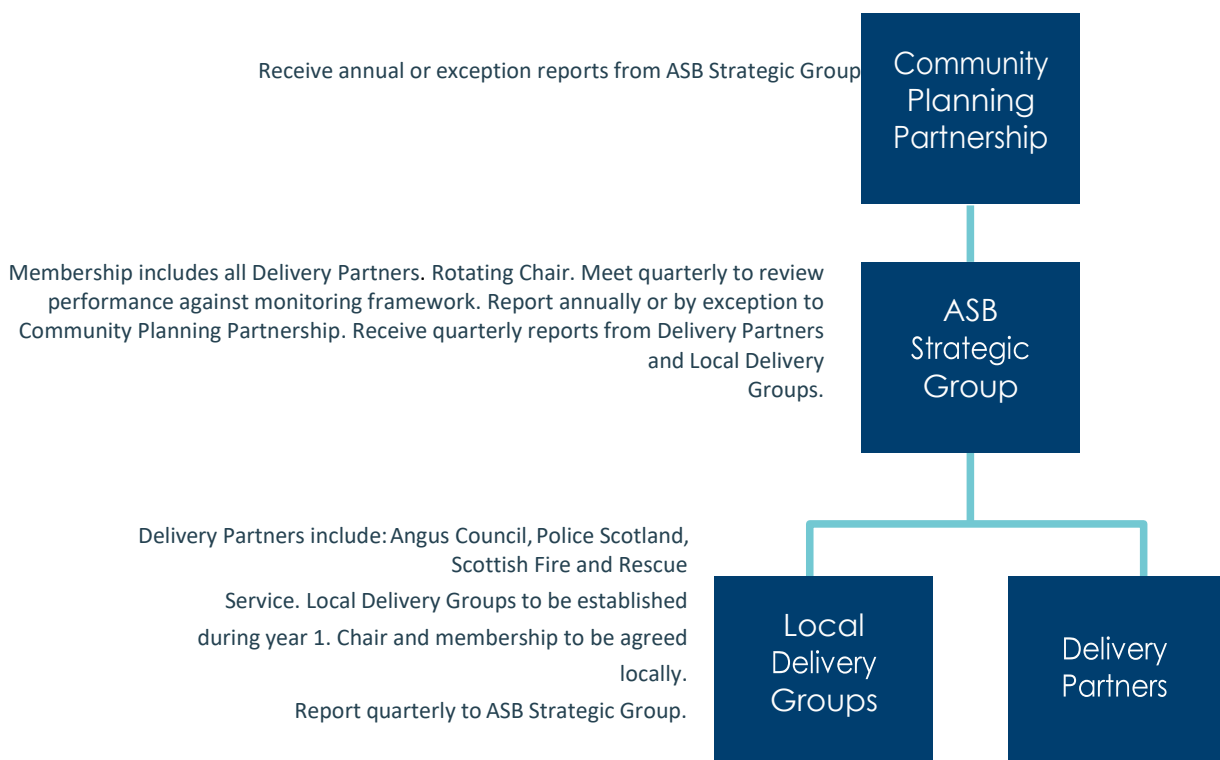 Receive annual or exception reports from ASB Strategic Group
Community
Planning
Partnership
Membership includes all Delivery Partners. Rotating Chair. Meet quarterly to review
performance against monitoring framework. Report annually or by exception to
Community Planning Partnership. Receive quarterly reports from Delivery Partners
and Local Delivery
Groups.
ASB
Strategic
Group
Delivery Partners include: Angus Council, Police Scotland,
Scottish Fire and Rescue
Service. Local Delivery Groups to be established
during year 1. Chair and membership to be agreed
locally.
Report quarterly to ASB Strategic Group.
Local
Delivery
Groups
Delivery
Partners